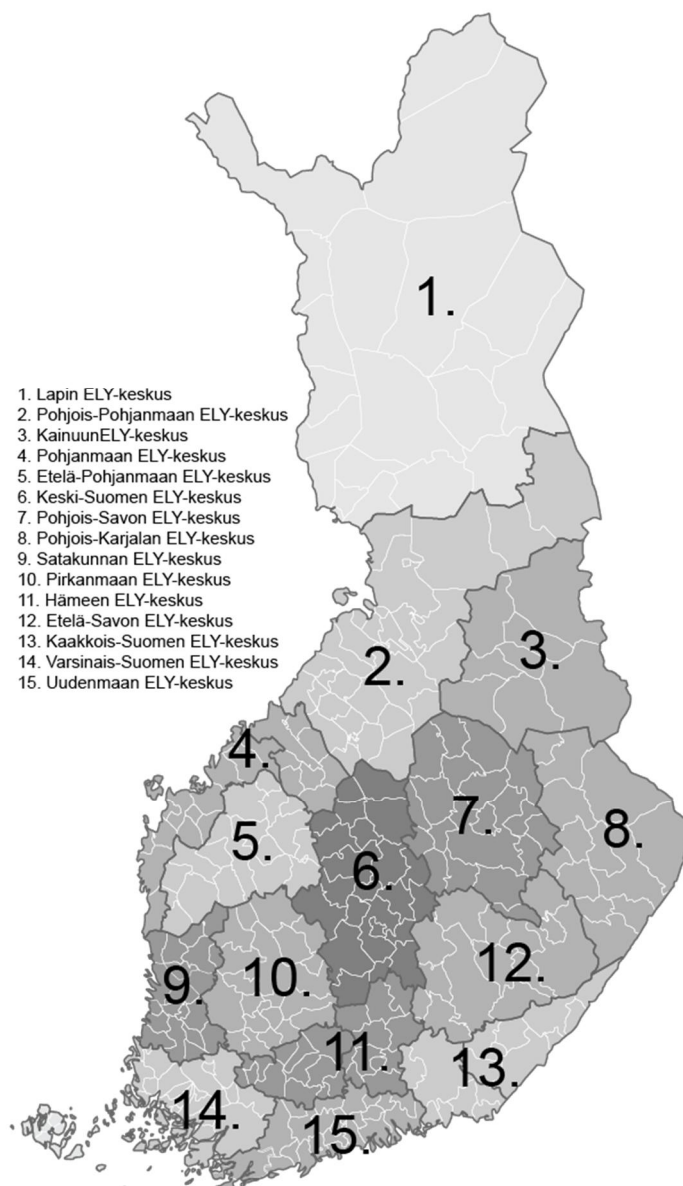 1.
1. Lapin ELY-keskus
2. Pohjois-Pohjanmaan ELY-keskus
3. KainuunELY-keskus
4. Pohjanmaan ELY-keskus
5. Etelä-Pohjanmaan ELY-keskus
6. Keski-Suomen ELY-keskus
7. Pohjois-Savon ELY-keskus
8. Pohjois-Karjalan ELY-keskus
9. Satakunnan ELY-keskus
10. Pirkanmaan ELY-keskus
11. Hämeen ELY-keskus
12. Etelä-Savon ELY-keskus
13. Kaakkois-Suomen ELY-keskus
14. Varsinais-Suomen ELY-keskus
15. Uudenmaan ELY-keskus
2.
3.
4.
5.
6.
7.
8.
9.
10.
11.
12.
13.
14.
15.